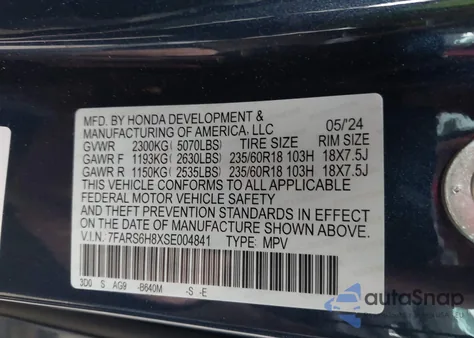 MFD. BY HONDA DEVELOPMENT &
MANUFACTURING OF AMERICA, LLC 05/'24
GVWR 2300KG( 5070LBS) TIRE SIZE RIM SIZE
GAWR F 1193KG( 2630LBS) 235/60R18 103H 18X7.5J
GAWR R 1150KG( 2535LBS) 235/60R18 103H 18X7.5J
THIS VEHICLE CONFORMS TO ALL APPLICABLE
FEDERAL MOTOR VEHICLE SAFETY
STANDARDS IN EFFECT ON THE DATE
OF MANUFACTURE SHOWN ABOVE.
V.I.N.: 7FARS6H8XSE004841 TYPE: MPV
3D0 S AG9 -B640M -S -E
autoSnap
POWERED BY